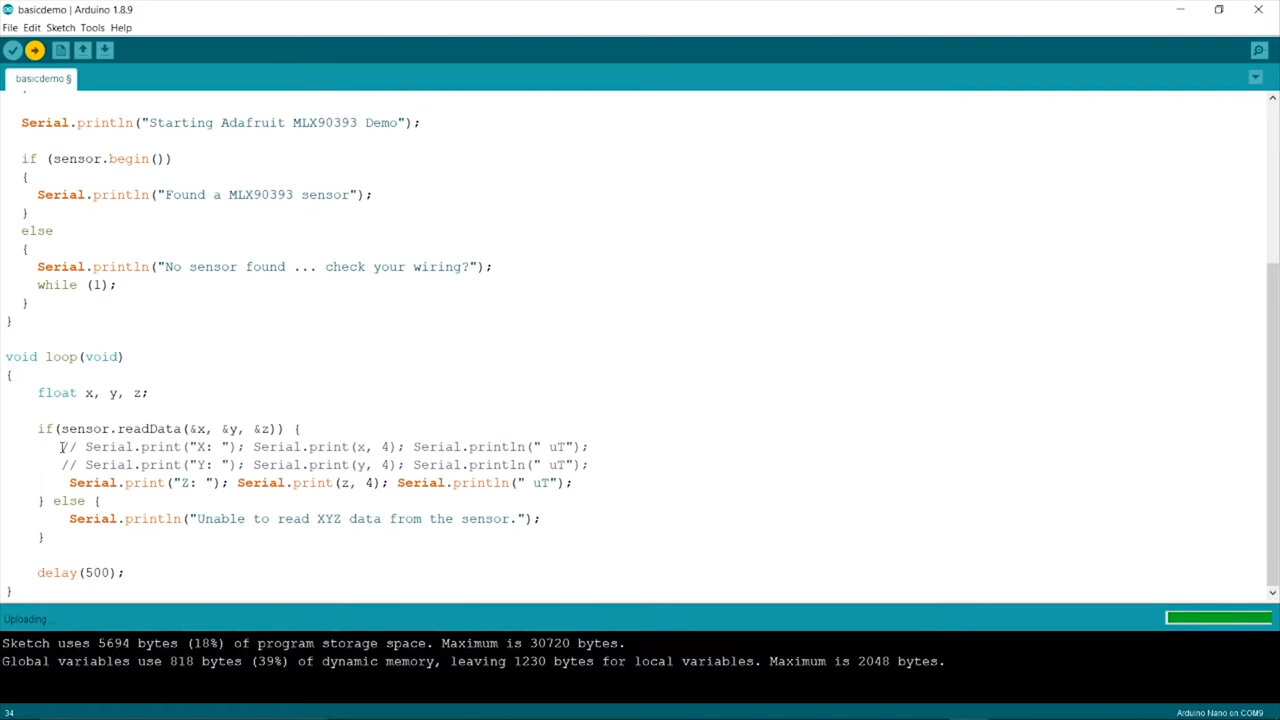 basicdemo | Arduino 1.8.9
File Edit Sketch Tools Help
basicdemo §
}
Serial.println("Starting Adafruit MLX90393 Demo");
if (sensor.begin())
{
Serial.println("Found a MLX90393 sensor");
}
else
{
Serial.println("No sensor found ... check your wiring?");
while (1);
}
}
void loop(void)
{
float x, y, z;
if(sensor.readData(&x, &y, &z)) {
// Serial.print("X: "); Serial.print(x, 4); Serial.println(" uT");
// Serial.print("Y: "); Serial.print(y, 4); Serial.println(" uT");
Serial.print("Z: "); Serial.print(z, 4); Serial.println(" uT");
} else {
Serial.println("Unable to read XYZ data from the sensor.");
}
delay(500);
}
Uploading...
Sketch uses 5694 bytes (18%) of program storage space. Maximum is 30720 bytes.
Global variables use 818 bytes (39%) of dynamic memory, leaving 1230 bytes for local variables. Maximum is 2048 bytes.
34 Arduino Nano on COM9